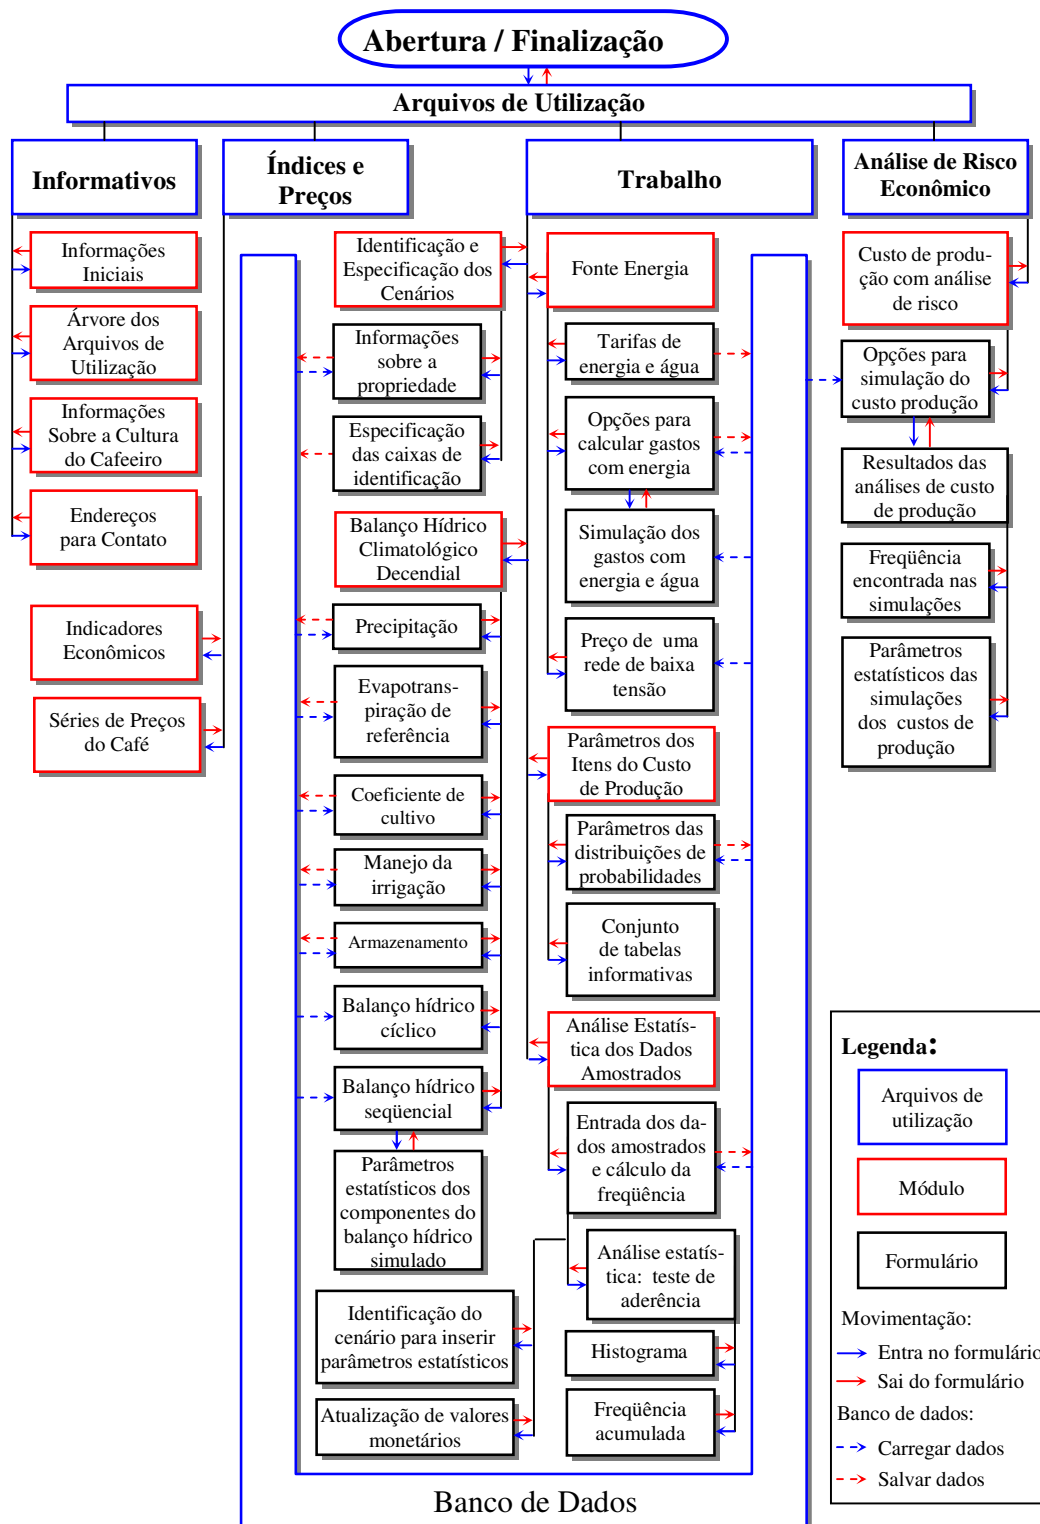 Abertura / Finalização
Arquivos de Utilização
Informativos
Informações
Iniciais
Árvore dos
Arquivos de
Utilização
Informações
Sobre a Cultura
do Cafeeiro
Endereços
para Contato
Índices e
Preços
Indicadores
Econômicos
Séries de Preços
do Café
Trabalho
Identificação e
Especificação dos
Cenários
Informações
sobre a
propriedade
Especificação
das caixas de
identificação
Balanço Hídrico
Climatológico
Decendial
Precipitação
Evapotrans-
piração de
referência
Coeficiente de
cultivo
Manejo da
irrigação
Armazenamento
Balanço hídrico
cíclico
Balanço hídrico
seqüencial
Parâmetros
estatísticos dos
componentes do
balanço hídrico
simulado
Fonte Energia
Tarifas de
energia e água
Opções para
calcular gastos
com energia
Simulação dos
gastos com
energia e água
Preço de uma
rede de baixa
tensão
Parâmetros dos
Itens do Custo
de Produção
Parâmetros das
distribuições de
probabilidades
Conjunto
de tabelas
informativas
Análise Estatís-
tica dos Dados
Amostrados
Entrada dos da-
dos amostrados
e cálculo da
freqüência
Análise estatís-
tica: teste de
aderência
Identificação do
cenário para inserir
parâmetros estatísticos
Histograma
Atualização de valores
monetários
Freqüência
acumulada
Banco de Dados
Análise de Risco
Econômico
Custo de produ-
ção com análise
de risco
Opções para
simulação do
custo produção
Resultados das
análises de custo
de produção
Freqüência
encontrada nas
simulações
Parâmetros
estatísticos das
simulações
dos custos de
produção
Legenda:
Arquivos de
utilização
Módulo
Formulário
Movimentação:
Entra no formulário
Sai do formulário
Banco de dados:
Carregar dados
Salvar dados